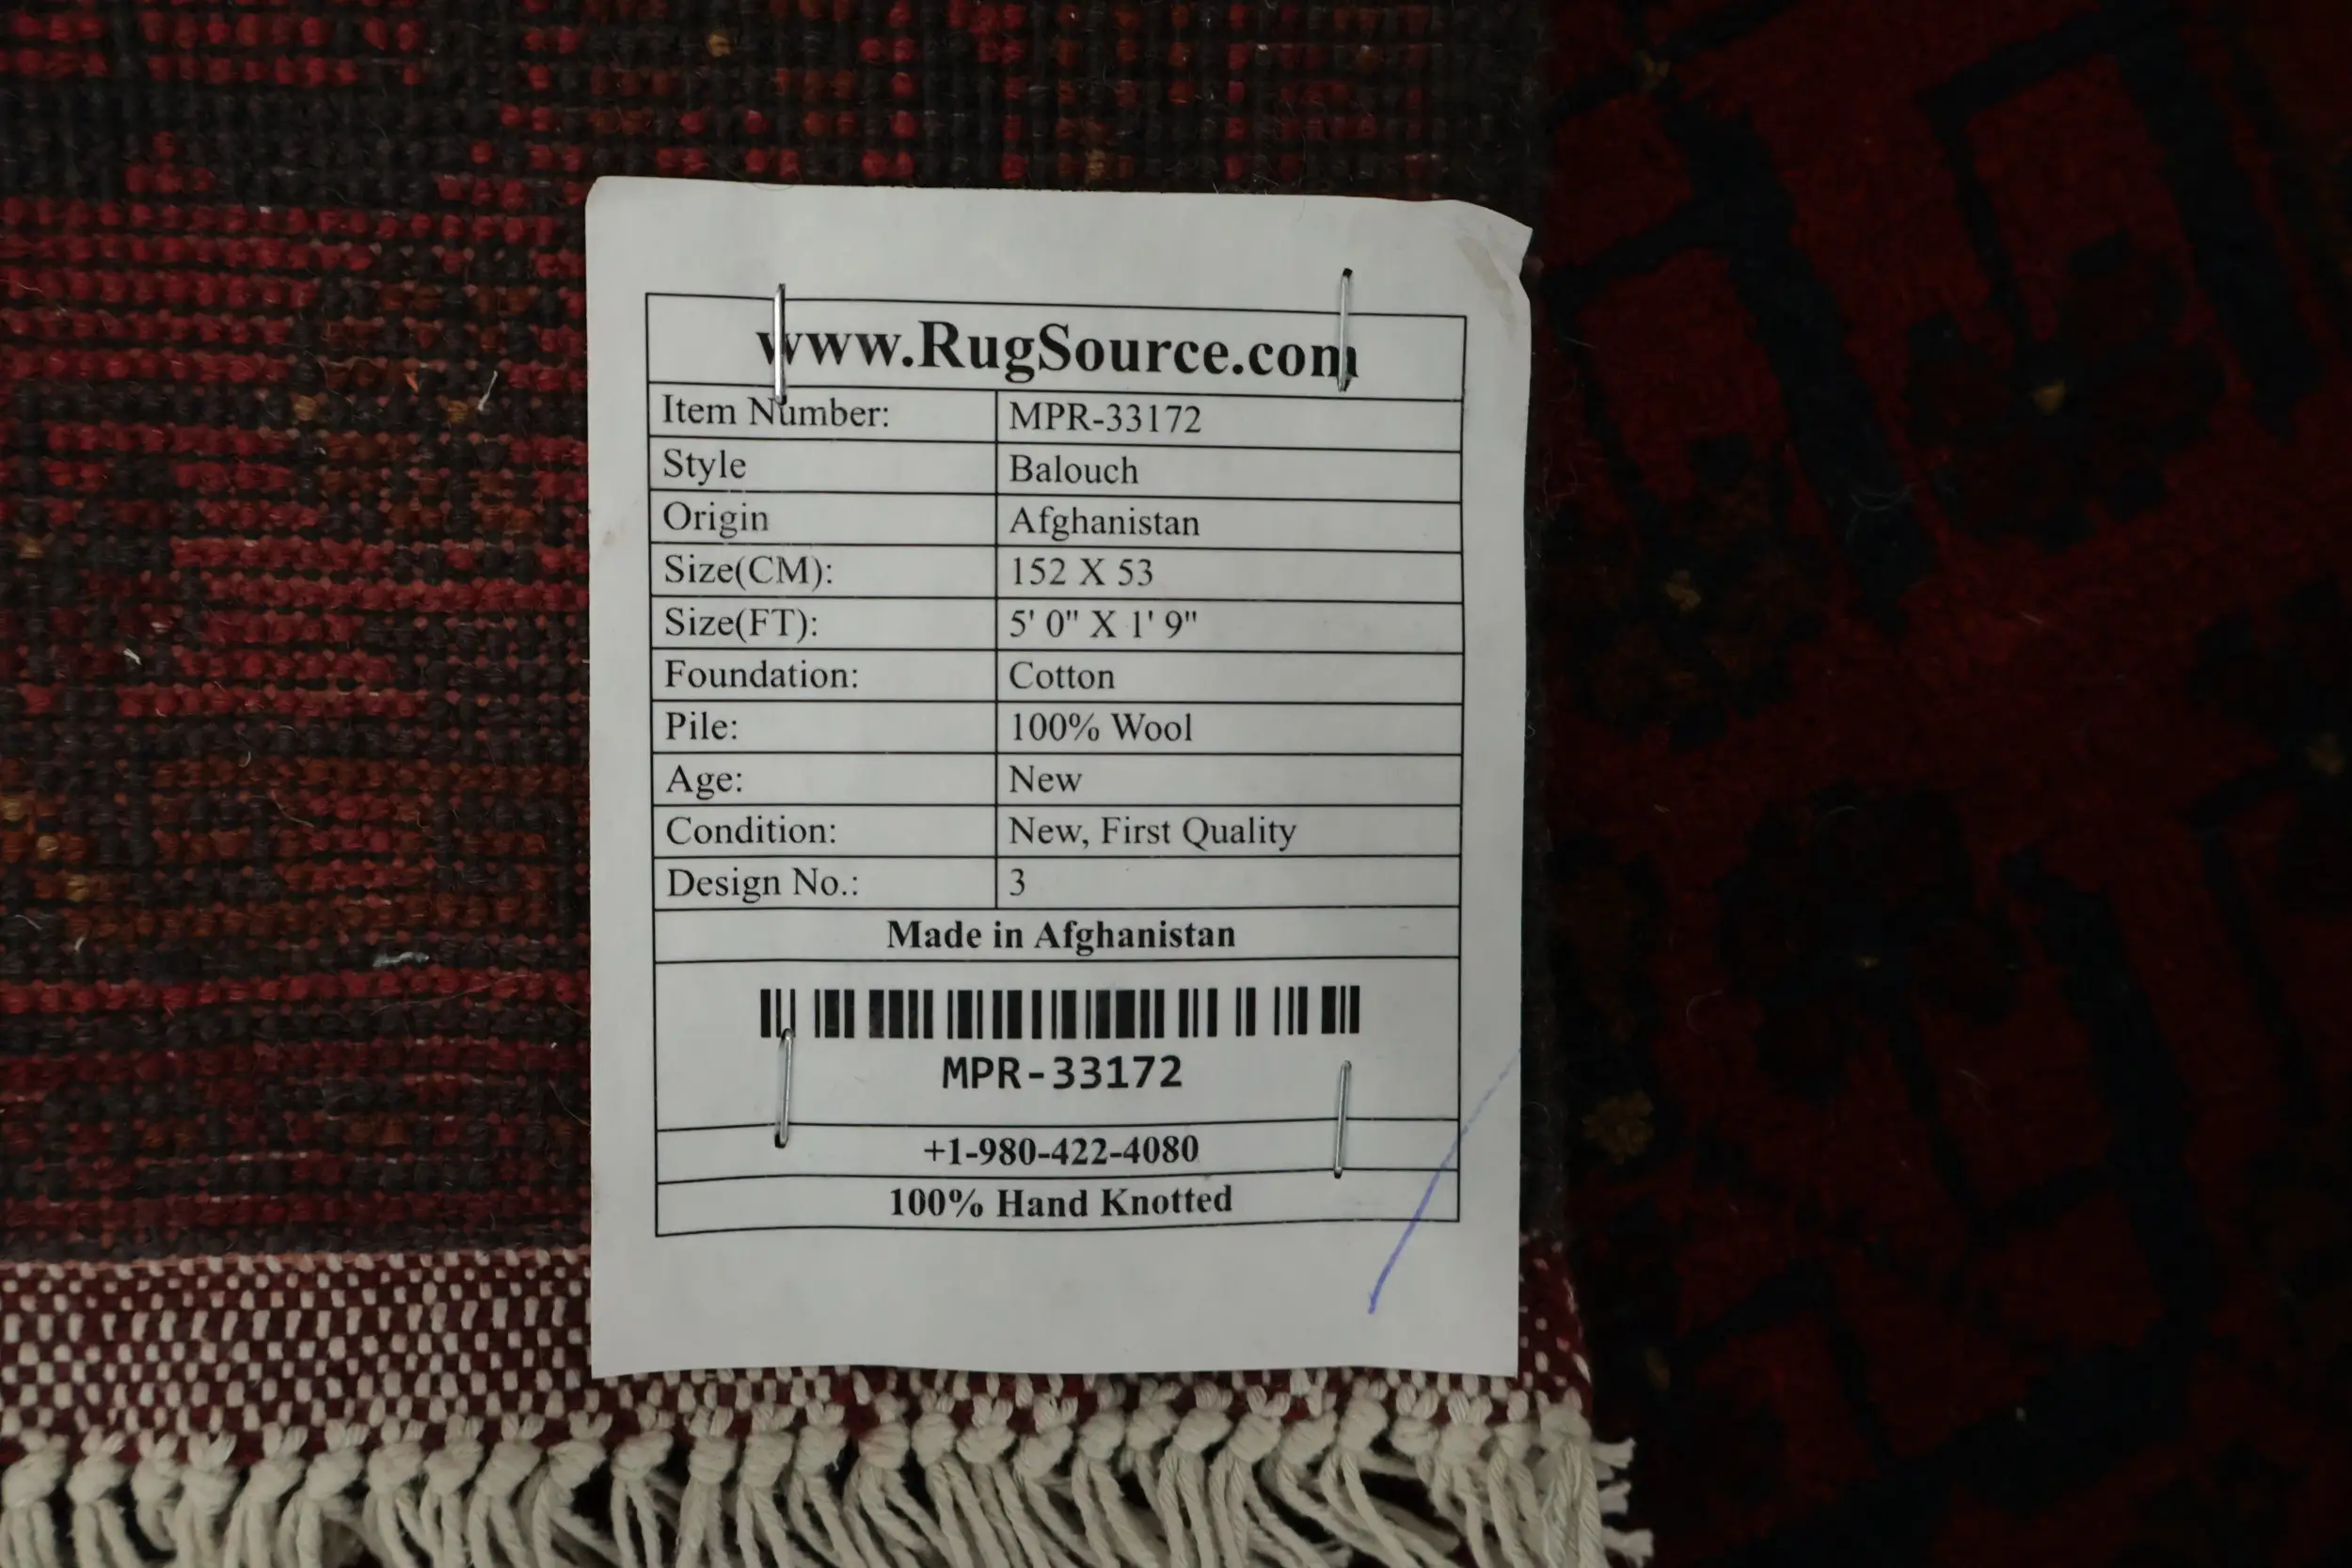 www.RugSource.com
Item Number: MPR-33172
Style Balouch
Origin Afghanistan
Size(CM): 152 X 53
Size(FT): 5' 0" X 1' 9"
Foundation: Cotton
Pile: 100% Wool
Age: New
Condition: New, First Quality
Design No.: 3
Made in Afghanistan
MPR-33172
+1-980-422-4080
100% Hand Knotted